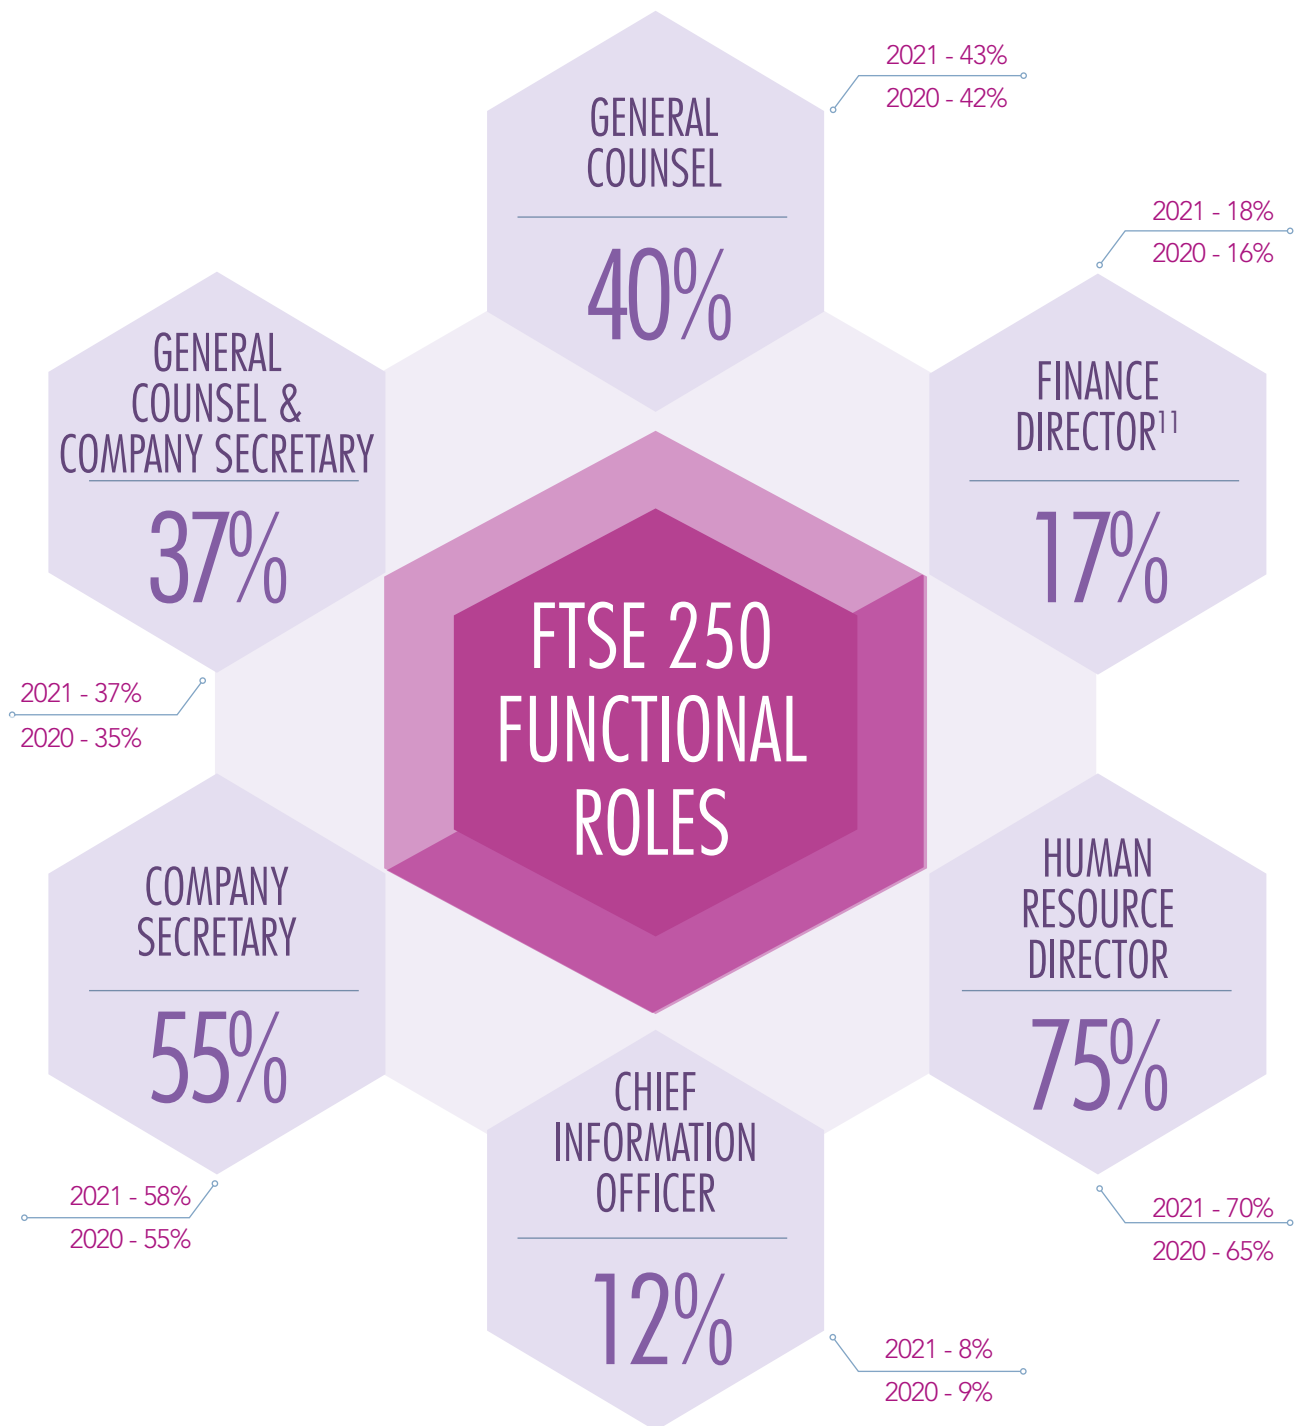 GENERAL
COUNSEL
40%
2021 - 43%
2020 - 42%
FINANCE
DIRECTOR¹¹
17%
2021 - 18%
2020 - 16%
GENERAL
COUNSEL &
COMPANY SECRETARY
37%
2021 - 37%
2020 - 35%
FTSE 250
FUNCTIONAL
ROLES
COMPANY
SECRETARY
55%
2021 - 58%
2020 - 55%
HUMAN
RESOURCE
DIRECTOR
75%
2021 - 70%
2020 - 65%
CHIEF
INFORMATION
OFFICER
12%
2021 - 8%
2020 - 9%